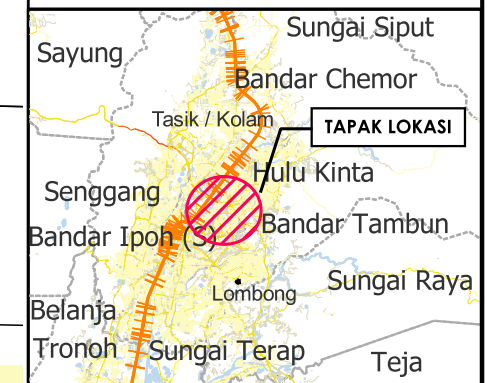 Sungai Siput
Sayung
Bandar Chemor
Tasik / Kolam
TAPAK LOKASI
Hulu Kinta
Senggang
Bandar Tambun
Bandar Ipoh (S)
Sungai Raya
Lombong
Belanja
Tronoh
Sungai Terap
Teja